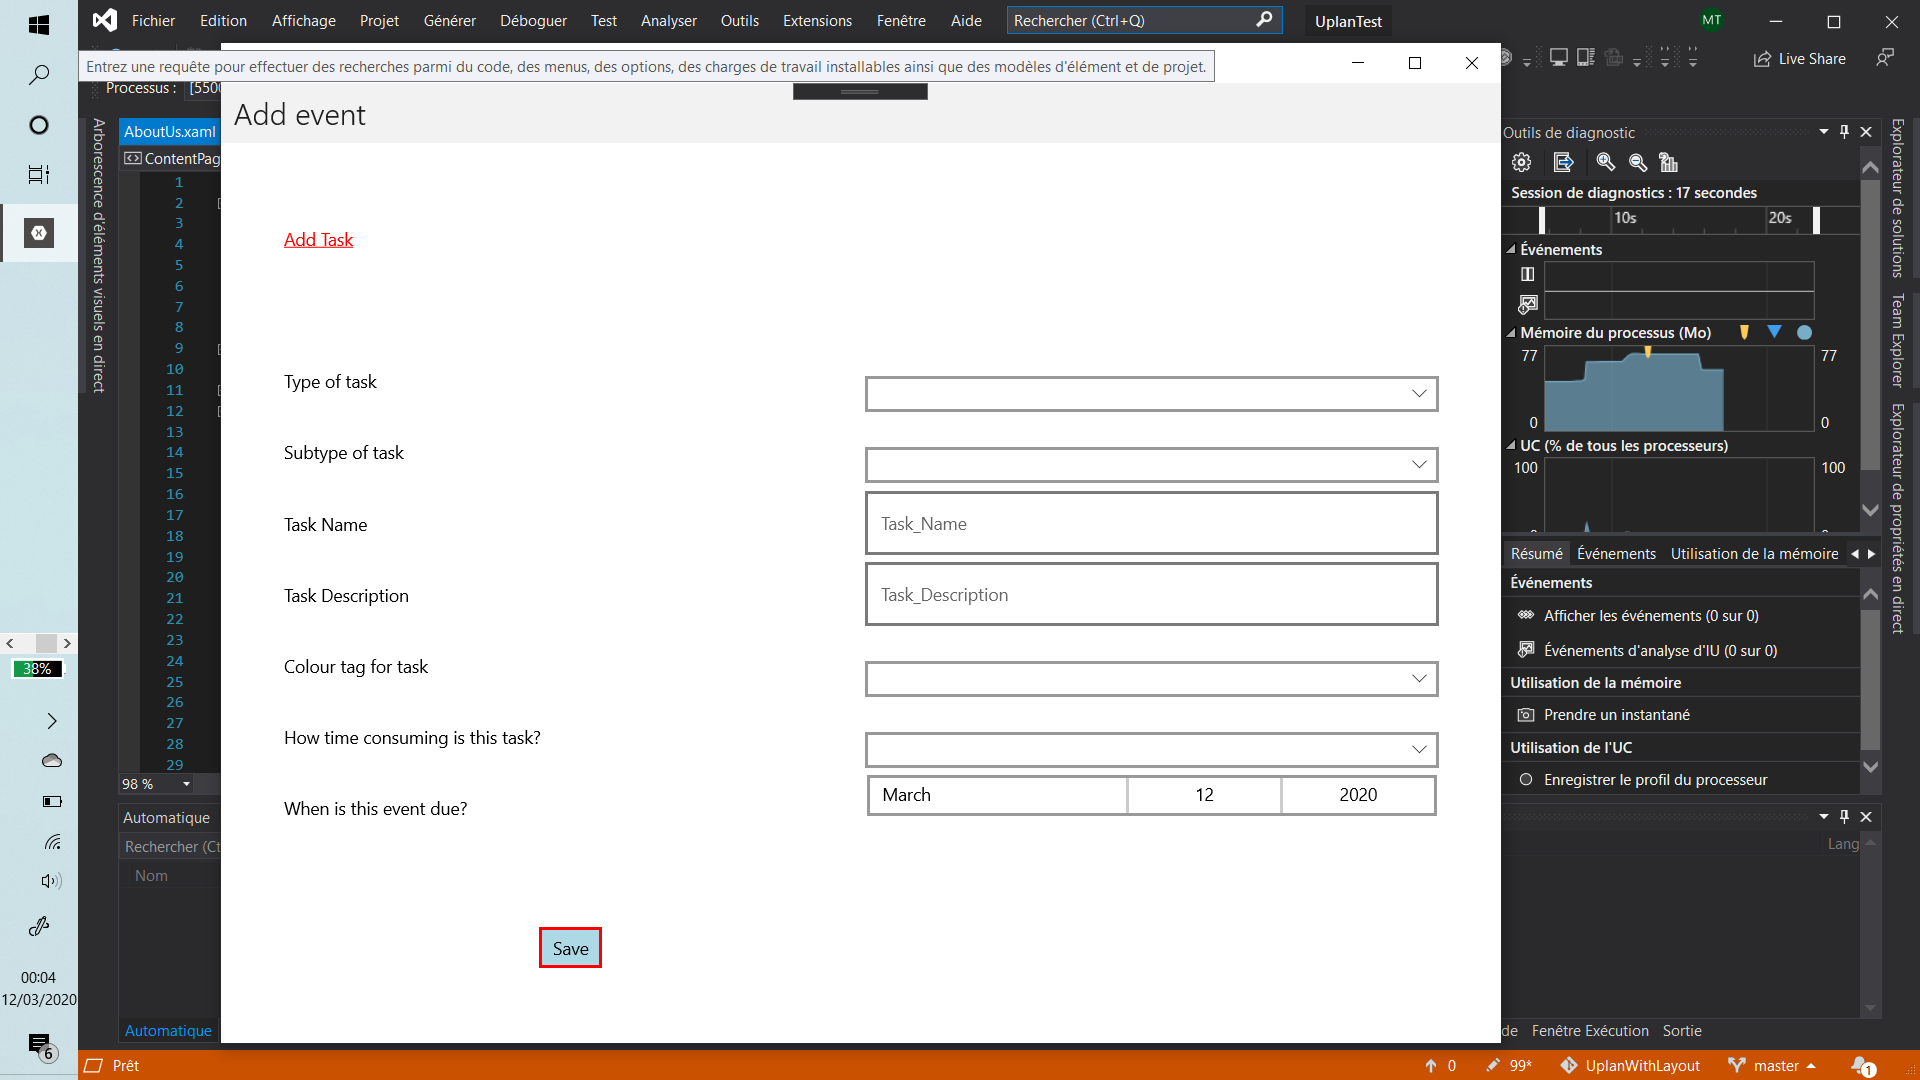 Fichier Edition Affichage Projet Générer Déboguer Test Analyser Outils Extensions Fenêtre Aide Rechercher (Ctrl+Q) UplanTest MT
Entrez une requête pour effectuer des recherches parmi du code, des menus, des options, des charges de travail installables ainsi que des modèles d'élément et de projet.
Live Share
Processus : [5500
Add event
AboutUs.xaml
ContentPag
Arborescence d'éléments visuels en direct
1
2
3
4
5
6
7
8
9
10
11
12
13
14
15
16
17
18
19
20
21
22
23
24
25
26
27
28
29
98 %
Automatique
Rechercher (Ct
Nom
Automatique
Add Task
Type of task
Subtype of task
Task Name
Task_Name
Task Description
Task_Description
Colour tag for task
How time consuming is this task?
When is this event due?
March 12 2020
Save
Outils de diagnostic
Session de diagnostics : 17 secondes
10s 20s
Événements
Mémoire du processus (Mo)
77 77
0 0
UC (% de tous les processeurs)
100 100
Résumé Événements Utilisation de la mémoire
Événements
Afficher les événements (0 sur 0)
Événements d'analyse d'IU (0 sur 0)
Utilisation de la mémoire
Prendre un instantané
Utilisation de l'UC
Enregistrer le profil du processeur
Lang
de Fenêtre Exécution Sortie
Explorateur de solutions
Team Explorer
Explorateur de propriétés en direct
38%
00:04
12/03/2020
6
Prêt
0 99* UplanWithLayout master 1